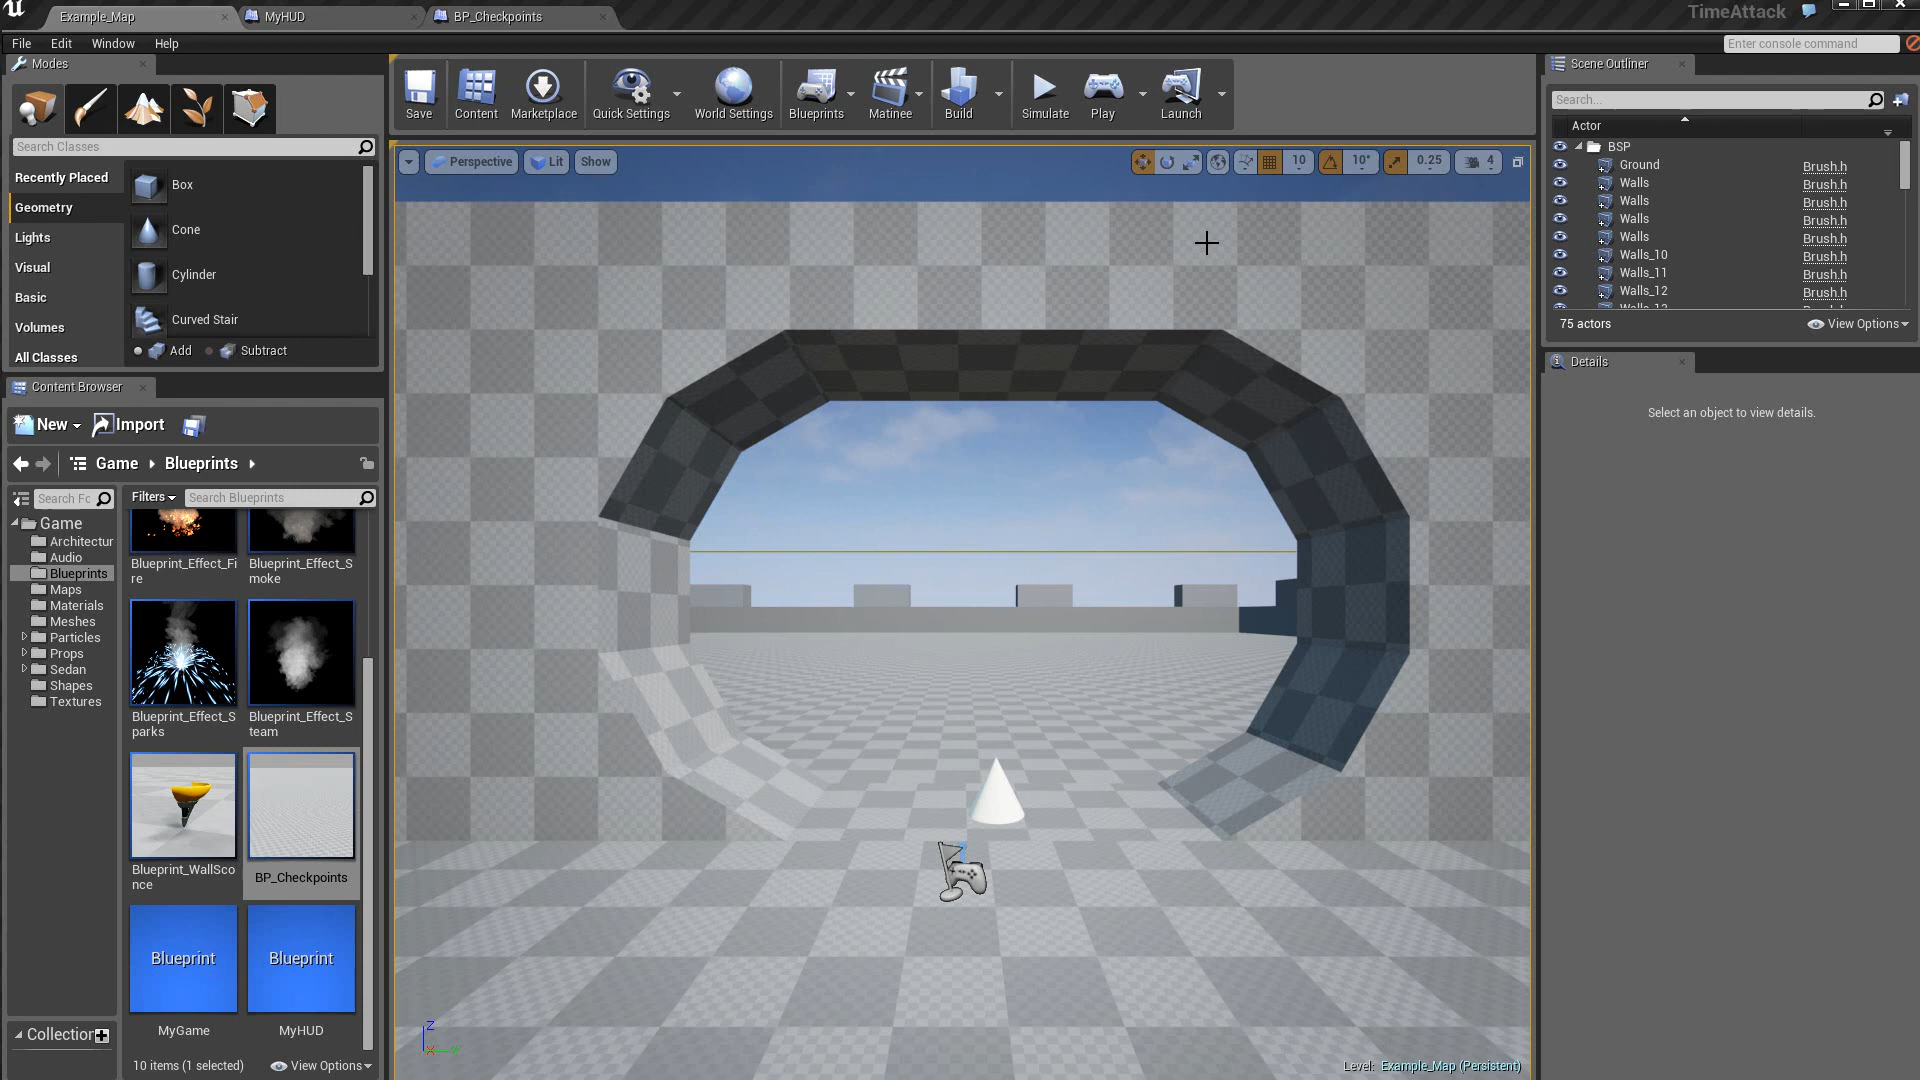 Example_Map
MyHUD
BP_Checkpoints
TimeAttack
File Edit Window Help
Enter console command
Modes
Search Classes
Recently Placed
Geometry
Lights
Visual
Basic
Volumes
All Classes
Box
Cone
Cylinder
Curved Stair
Add Subtract
Save
Content
Marketplace
Quick Settings
World Settings
Blueprints
Matinee
Build
Simulate
Play
Launch
Perspective
Lit
Show
10
10°
0.25
4
Scene Outliner
Search...
Actor
BSP
Ground Brush.h
Walls Brush.h
Walls Brush.h
Walls Brush.h
Walls Brush.h
Walls_10 Brush.h
Walls_11 Brush.h
Walls_12 Brush.h
75 actors
View Options
Details
Select an object to view details.
Content Browser
New
Import
Game Blueprints
Search Fc
Filters
Search Blueprints
Game
Architectur
Audio
Blueprints
Maps
Materials
Meshes
Particles
Props
Sedan
Shapes
Textures
Collection
Blueprint_Effect_Fi
re
Blueprint_Effect_S
moke
Blueprint_Effect_S
parks
Blueprint_Effect_S
team
Blueprint_WallSco
nce
BP_Checkpoints
Blueprint
Blueprint
MyGame
MyHUD
10 items (1 selected)
View Options
Z
X
Y
Level: Example_Map (Persistent)